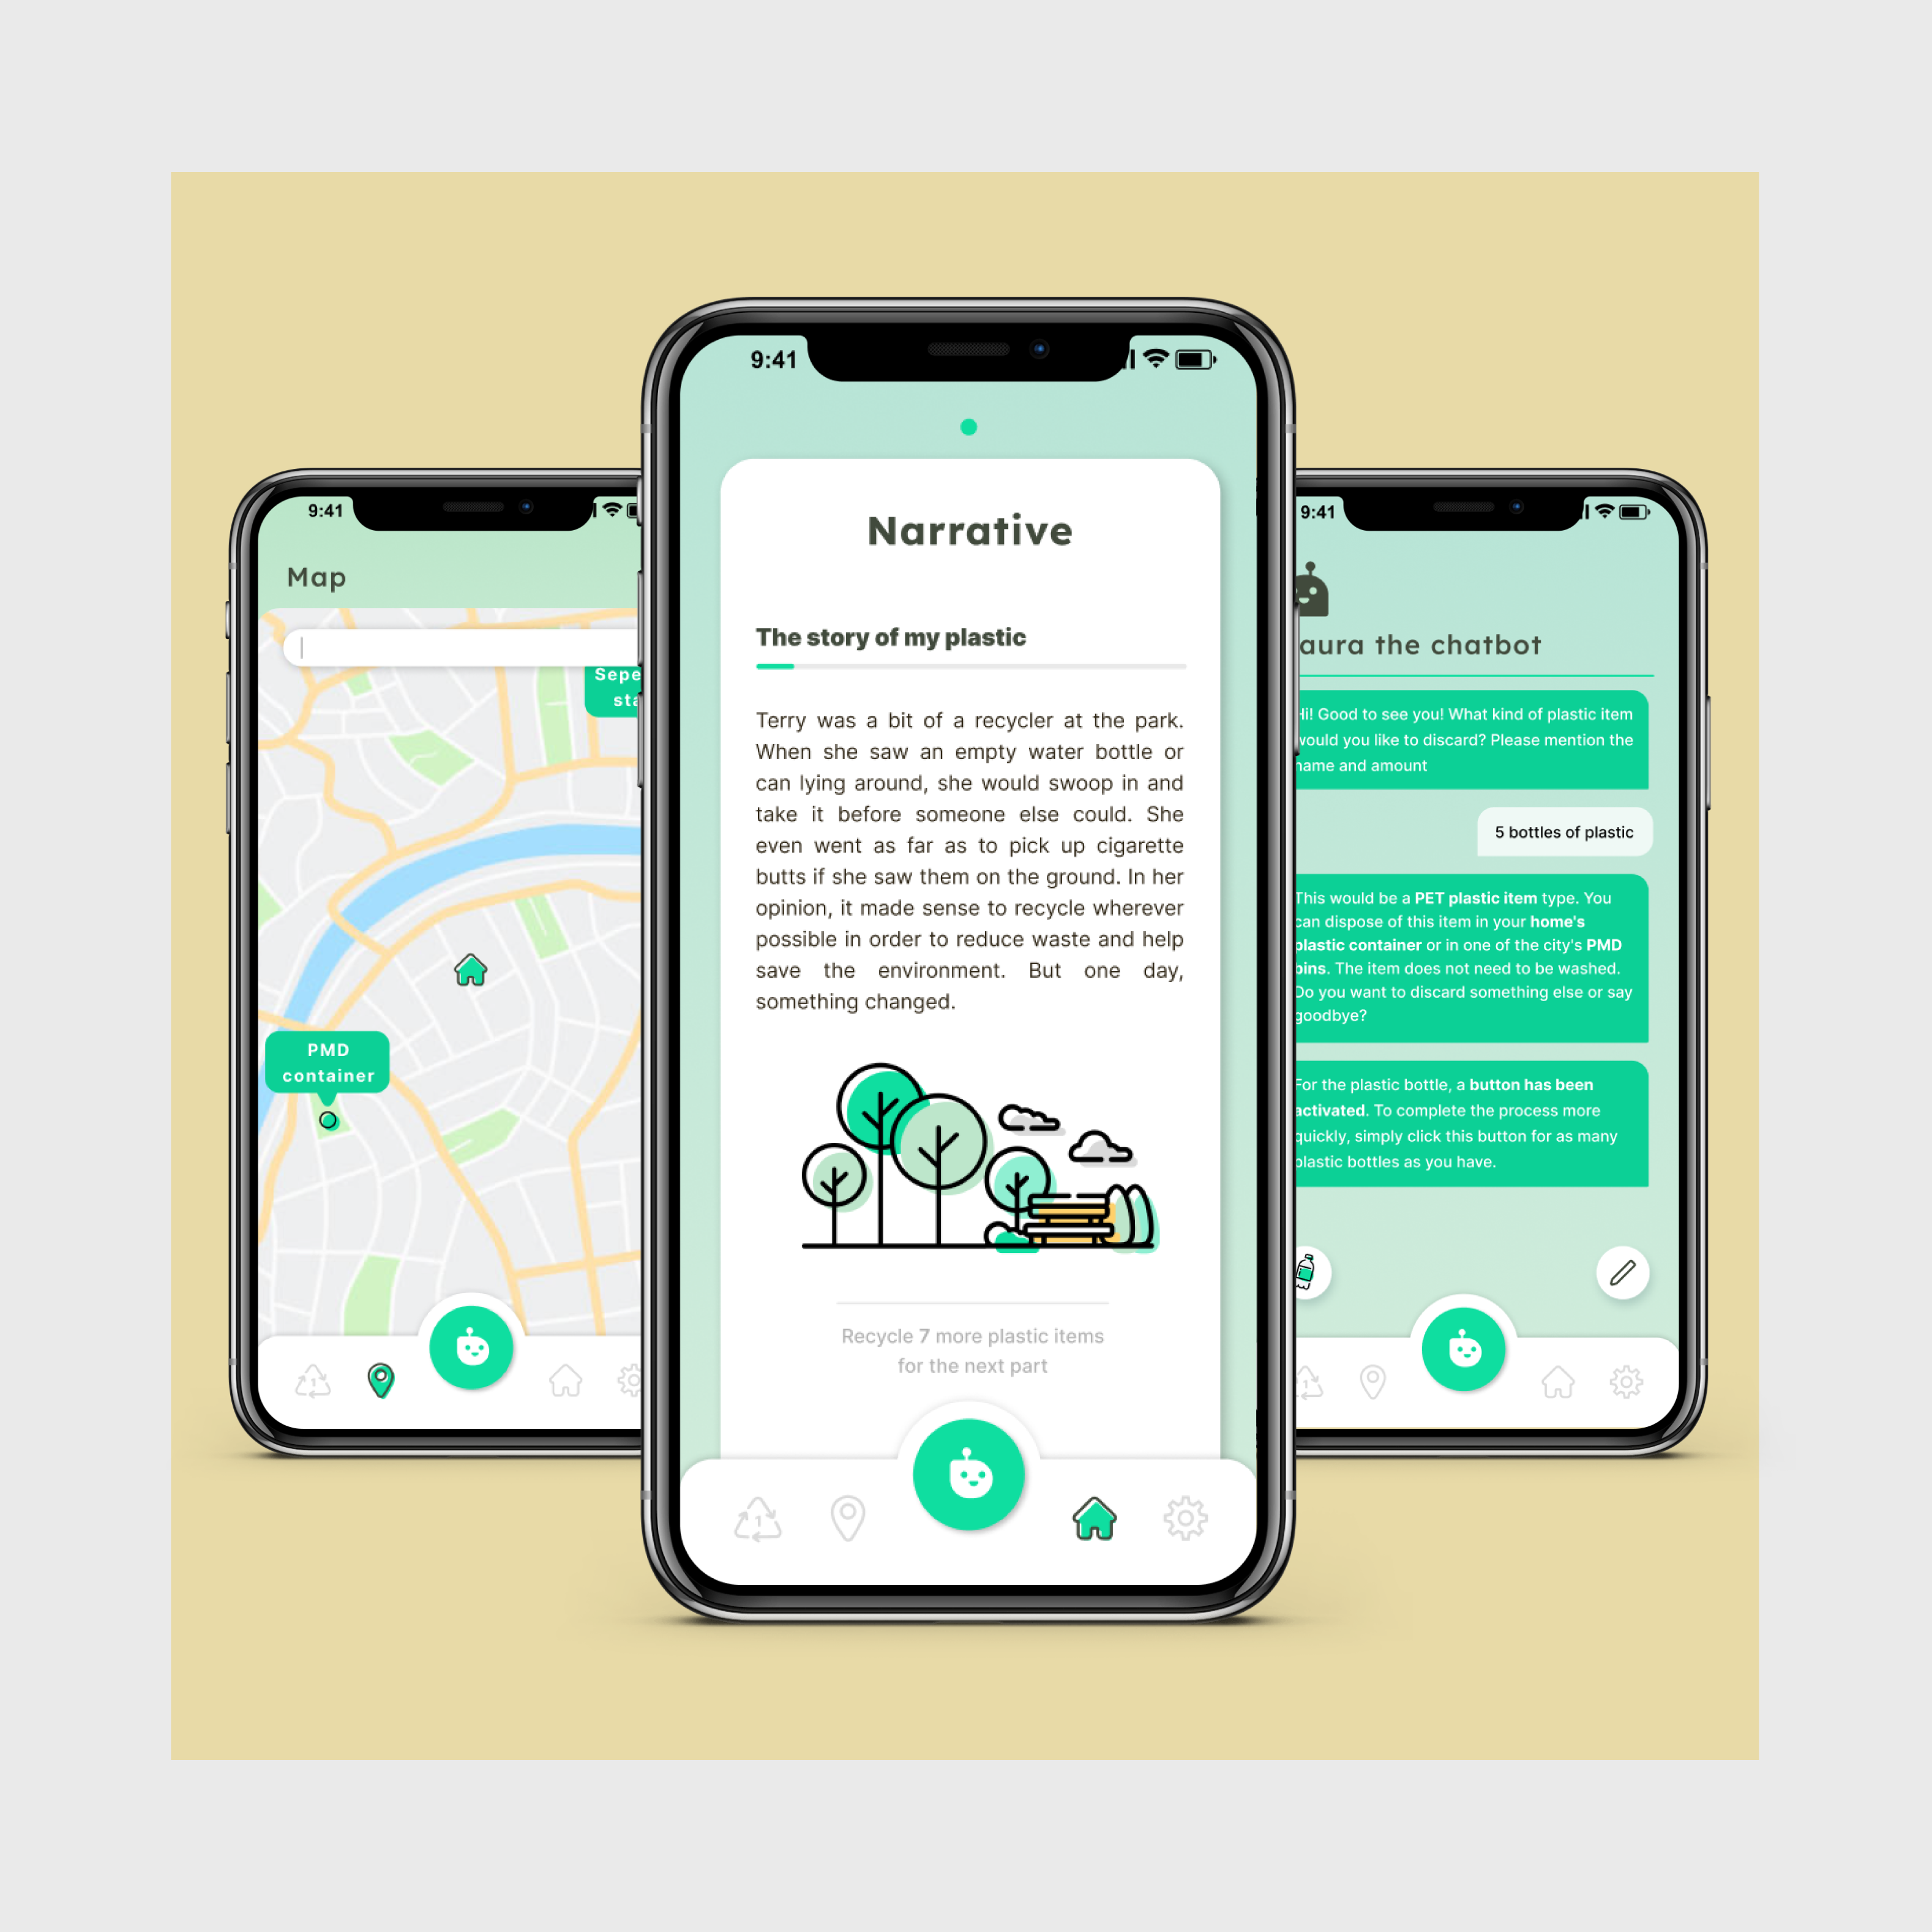 9:41
Map
Sepe
sta
PMD
container
9:41
Narrative
The story of my plastic
Terry was a bit of a recycler at the park.
When she saw an empty water bottle or
can lying around, she would swoop in and
take it before someone else could. She
even went as far as to pick up cigarette
butts if she saw them on the ground. In her
opinion, it made sense to recycle wherever
possible in order to reduce waste and help
save the environment. But one day,
something changed.
Recycle 7 more plastic items
for the next part
1
9:41
aura the chatbot
Hi! Good to see you! What kind of plastic item
would you like to discard? Please mention the
name and amount
5 bottles of plastic
This would be a PET plastic item type. You
can dispose of this item in your home's
plastic container or in one of the city's PMD
bins. The item does not need to be washed.
Do you want to discard something else or say
goodbye?
For the plastic bottle, a button has been
activated. To complete the process more
quickly, simply click this button for as many
plastic bottles as you have.